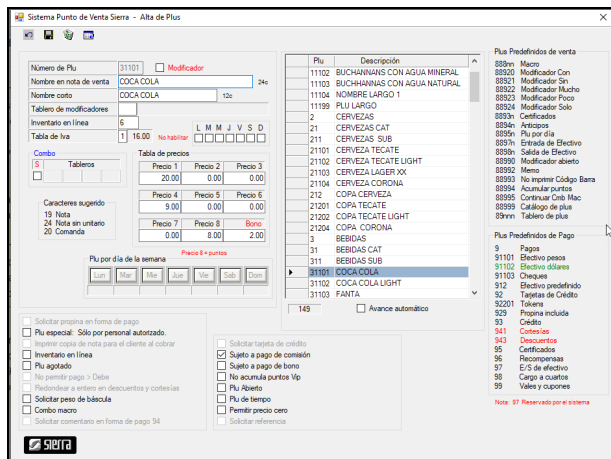 Sistema Punto de Venta Sierra - Alta de Plus
Número de Plu 31101 Modificador
Nombre en nota de venta COCA COLA 24c
Nombre corto COCA COLA 12c
Tablero de modificadores
Inventario en línea 6
L M M J V S D
Tabla de Iva 1 16.00 No habilitar
Combo
S Tableros
Tabla de precios
Precio 1 Precio 2 Precio 3
20.00 0.00 0.00
Precio 4 Precio 5 Precio 6
9.00 0.00 0.00
Precio 7 Precio 8 Bono
0.00 8.00 2.00
Precio 8 = puntos
Caracteres sugerido
19 Nota
24 Nota sin unitario
20 Comanda
Plu por día de la semana
Lun Mar Mie Jue Vie Sab Dom
Solicitar propina en forma de pago
Plu especial: Sólo por personal autorizado.
Imprimir copia de nota para el cliente al cobrar
Inventario en línea
Plu agotado
No permitir pago > Debe
Redondear a entero en descuentos y cortesías
Solicitar peso de báscula
Combo macro
Solicitar comentario en forma de pago 94
Solicitar tarjeta de crédito
Sujeto a pago de comisión
Sujeto a pago de bono
No acumula puntos Vip
Plu Abierto
Plu de tiempo
Permitir precio cero
Solicitar referencia
Plu Descripción
11102 BUCHANNANS CON AGUA MINERAL
11103 BUCHANNANS CON AGUA NATURAL
11104 NOMBRE LARGO 1
11199 PLU LARGO
2 CERVEZAS
21 CERVEZAS CAT
211 CERVEZAS SUB
21101 CERVEZA TECATE
21102 CERVEZA TECATE LIGHT
21103 CERVEZA LAGER XX
21104 CERVEZA CORONA
212 COPA CERVEZA
21201 COPA TECATE
21202 COPA TECATE LIGHT
21204 COPA CORONA
3 BEBIDAS
31 BEBIDAS CAT
311 BEBIDAS SUB
31101 COCA COLA
31102 COCA COLA LIGHT
31103 FANTA
149 Avance automático
Plus Predefinidos de venta
888nn Macro
88920 Modificador Con
88921 Modificador Sin
88922 Modificador Mucho
88923 Modificador Poco
88924 Modificador Solo
8893n Certificados
8894n Anticipos
8895n Plu por día
8897n Entrada de Efectivo
8898n Salida de Efectivo
88990 Modificador abierto
88992 Memo
88993 No imprimir Código Barra
88994 Acumular puntos
88995 Continuar Cmb Mac
88999 Catálogo de plus
89nnn Tablero de plus
Plus Predefinidos de Pago
9 Pagos
91101 Efectivo pesos
91102 Efectivo dólares
91103 Cheques
912 Efectivo predefinido
92 Tarjetas de Crédito
92201 Tokens
929 Propina incluida
93 Crédito
941 Cortesías
943 Descuentos
95 Certificados
96 Recompensas
97 E/S de efectivo
98 Cargo a cuartos
99 Vales y cupones
Nota: 97 Reservado por el sistema
sierra